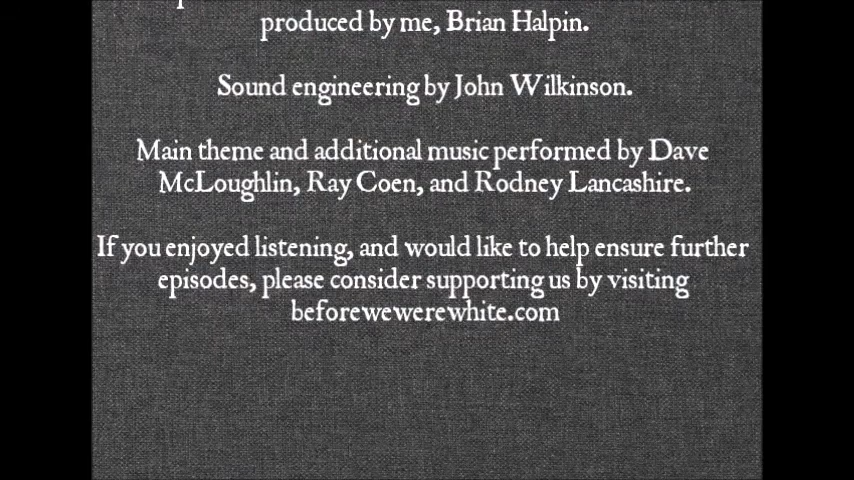 produced by me, Brian Halpin.
Sound engineering by John Wilkinson.
Main theme and additional music performed by Dave
McLoughlin, Ray Coen, and Rodney Lancashire.
If you enjoyed listening, and would like to help ensure further
episodes, please consider supporting us by visiting
beforewewerewhite.com